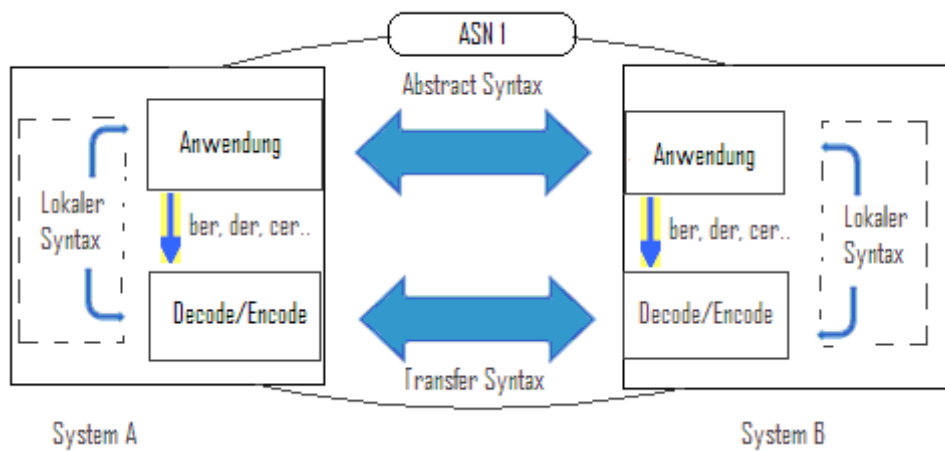 ASN 1
Abstract Syntax
Anwendung
Lokaler
Syntax
ber, der, cer..
Decode/Encode
Anwendung
ber, der, cer..
Lokaler
Syntax
Decode/Encode
Transfer Syntax
System A
System B